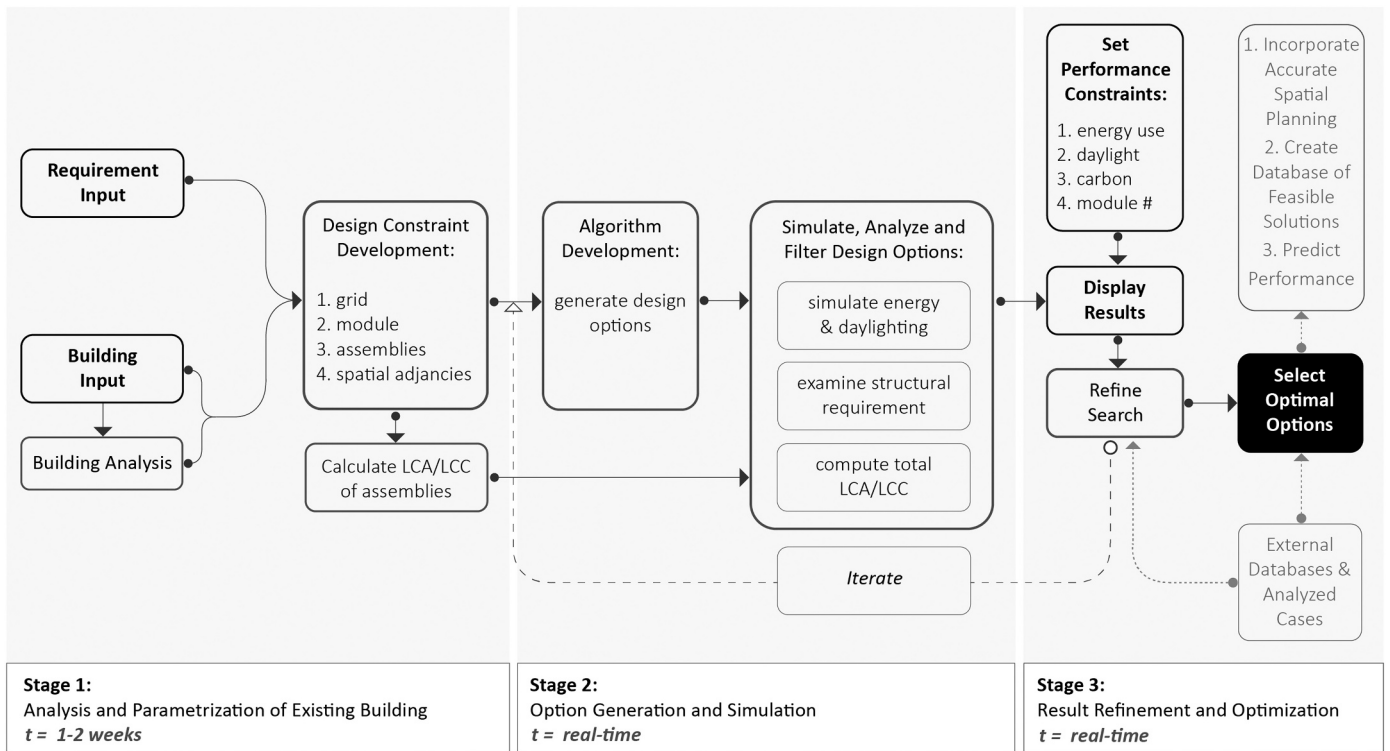 Requirement
Input
Building
Input
Building Analysis
Design Constraint
Development:
1. grid
2. module
3. assemblies
4. spatial adjancies
Calculate LCA/LCC
of assemblies
Algorithm
Development:
generate design
options
Simulate, Analyze and
Filter Design Options:
simulate energy
& daylighting
examine structural
requirement
compute total
LCA/LCC
Iterate
Set
Performance
Constraints:
1. energy use
2. daylight
3. carbon
4. module #
Display
Results
Refine
Search
1. Incorporate
Accurate
Spatial
Planning
2. Create
Database of
Feasible
Solutions
3. Predict
Performance
Select
Optimal
Options
External
Databases &
Analyzed
Cases
Stage 1:
Analysis and Parametrization of Existing Building
t = 1-2 weeks
Stage 2:
Option Generation and Simulation
t = real-time
Stage 3:
Result Refinement and Optimization
t = real-time